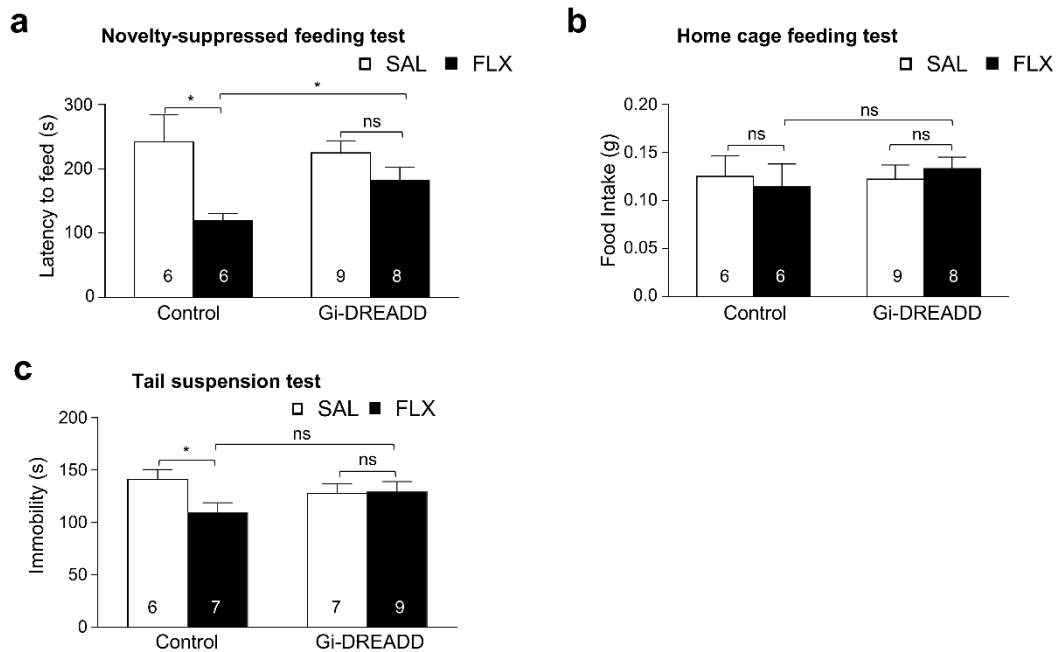 a
Novelty-suppressed feeding test
SAL FLX
Latency to feed (s)
300
200
100
0
*
*
ns
6 6 9 8
Control Gi-DREADD
b
Home cage feeding test
SAL FLX
Food Intake (g)
0.20
0.15
0.10
0.05
0.0
ns
ns
ns
6 6 9 8
Control Gi-DREADD
c
Tail suspension test
SAL FLX
Immobility (s)
200
150
100
50
0
ns
*
ns
6 7 7 9
Control Gi-DREADD